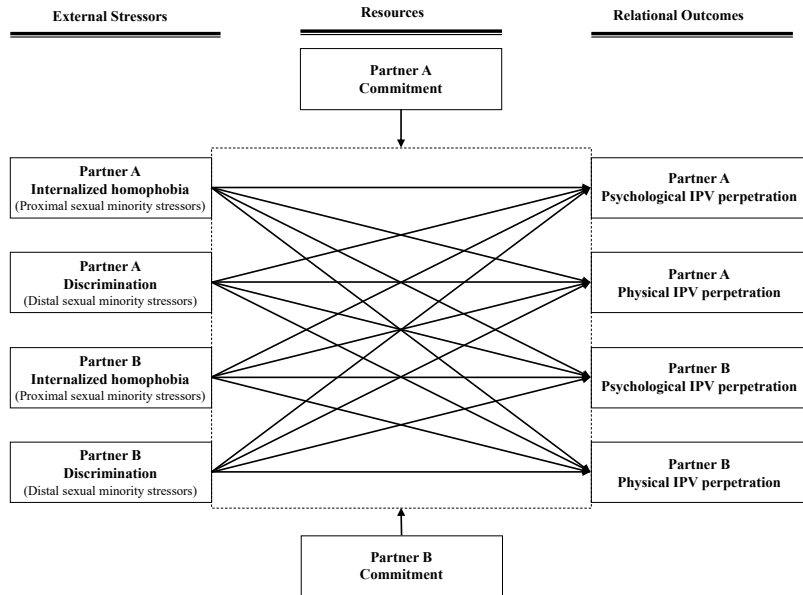 External Stressors
Resources
Relational Outcomes
Partner A
Commitment
Partner A
Internalized homophobia
(Proximal sexual minority stressors)
Partner A
Psychological IPV perpetration
Partner A
Discrimination
(Distal sexual minority stressors)
Partner A
Physical IPV perpetration
Partner B
Internalized homophobia
(Proximal sexual minority stressors)
Partner B
Psychological IPV perpetration
Partner B
Discrimination
(Distal sexual minority stressors)
Partner B
Physical IPV perpetration
Partner B
Commitment